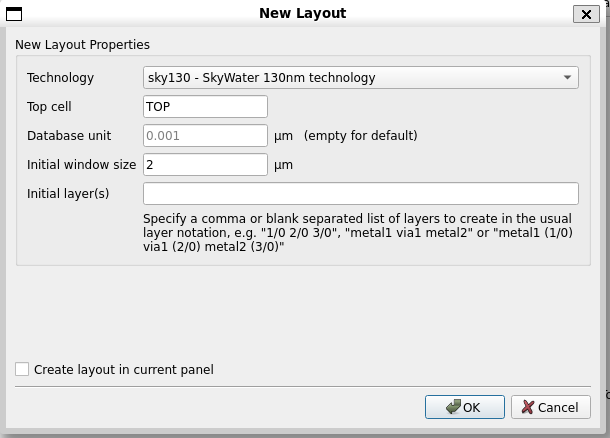 New Layout
New Layout Properties
Technology sky130 - SkyWater 130nm technology
Top cell TOP
Database unit 0.001 µm (empty for default)
Initial window size 2 µm
Initial layer(s)
Specify a comma or blank separated list of layers to create in the usual
layer notation, e.g. "1/0 2/0 3/0", "metal1 via1 metal2" or "metal1 (1/0)
via1 (2/0) metal2 (3/0)"
Create layout in current panel
OK Cancel